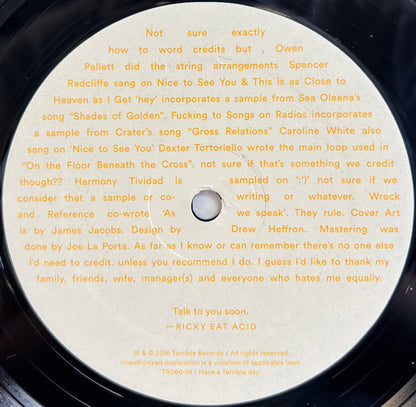 Not sure exactly
how to word credits but , Owen
Pallett did the string arrangements Spencer
Radcliffe sang on Nice to See You & This is as Close to
Heaven as I Get 'hey' incorporates a sample from Sea Oleena's
song “Shades of Golden”. Fucking to Songs on Radios incorporates
a sample from Crater's song “Gross Relations” Caroline White also
sang on ‘Nice to See You’ Dexter Tortoriello wrote the main loop used in
“On the Floor Beneath the Cross”. not sure if that's something we credit
though?? Harmony Tividad is sampled on ‘:’)’ not sure if we
consider that a sample or co- writing or whatever. Wreck
and Reference co-wrote ‘As we speak’. They rule. Cover Art
is by James Jacobs. Design by Drew Heffron. Mastering was
done by Joe La Porta. As far as I know or can remember there's no one else
I'd need to credit. unless you recommend I do. I guess I'd like to thank my
family, friends, wife, manager(s) and everyone who hates me equally.
Talk to you soon.
—RICKY EAT ACID
℗ & © 2016 Terrible Records / All rights reserved.
Unauthorized duplication is a violation of applicable laws.
TR060-01 / Have a Terrible day.